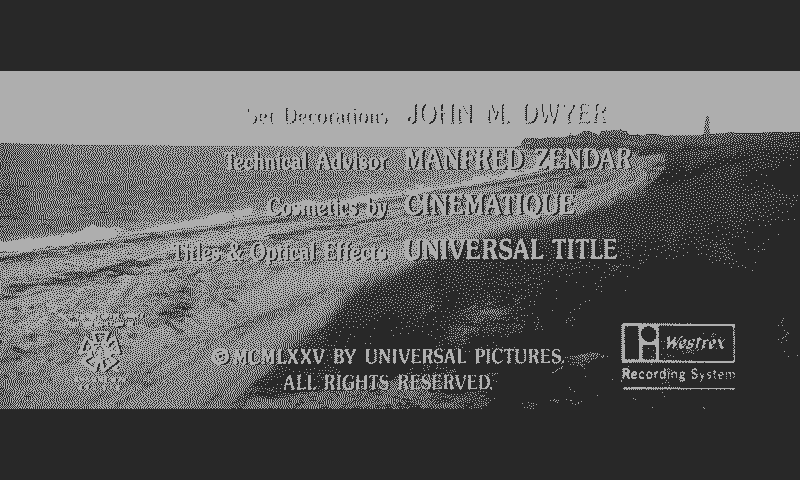 Set Decorations JOHN M. DWYER
Technical Advisor MANFRED ZENDAR
Cosmetics by CINEMATIQUE
Titles & Optical Effects UNIVERSAL TITLE
© MCMLXXV BY UNIVERSAL PICTURES.
ALL RIGHTS RESERVED.
Westrex
Recording System